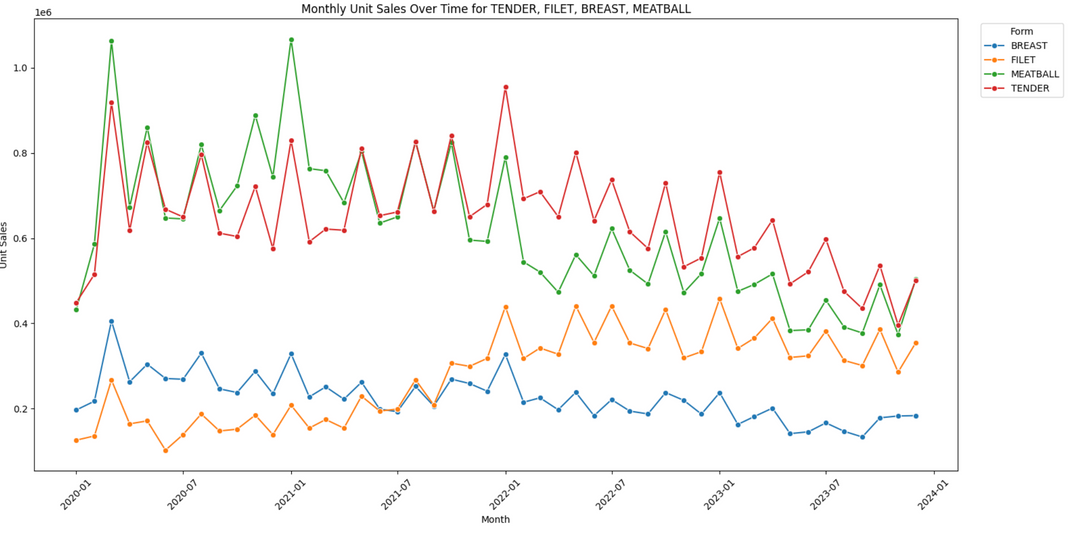 Monthly Unit Sales Over Time for TENDER, FILET, BREAST, MEATBALL
1e6
Form
BREAST
FILET
MEATBALL
TENDER
1.0
0.8
0.6
0.4
0.2
Unit Sales
2020-01
2020-07
2021-01
2021-07
2022-01
2022-07
2023-01
2023-07
2024-01
Month